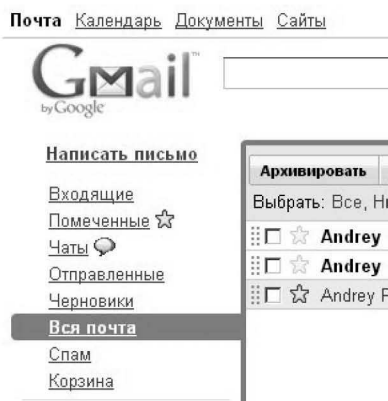 Почта Календарь Документы Сайты
Gmail™
by Google
Написать письмо
Архивировать
Входящие
Выбрать: Все,
Помеченные
Чаты
Andrey
Отправленные
Andrey
Черновики
Andrey
Вся почта
Спам
Корзина